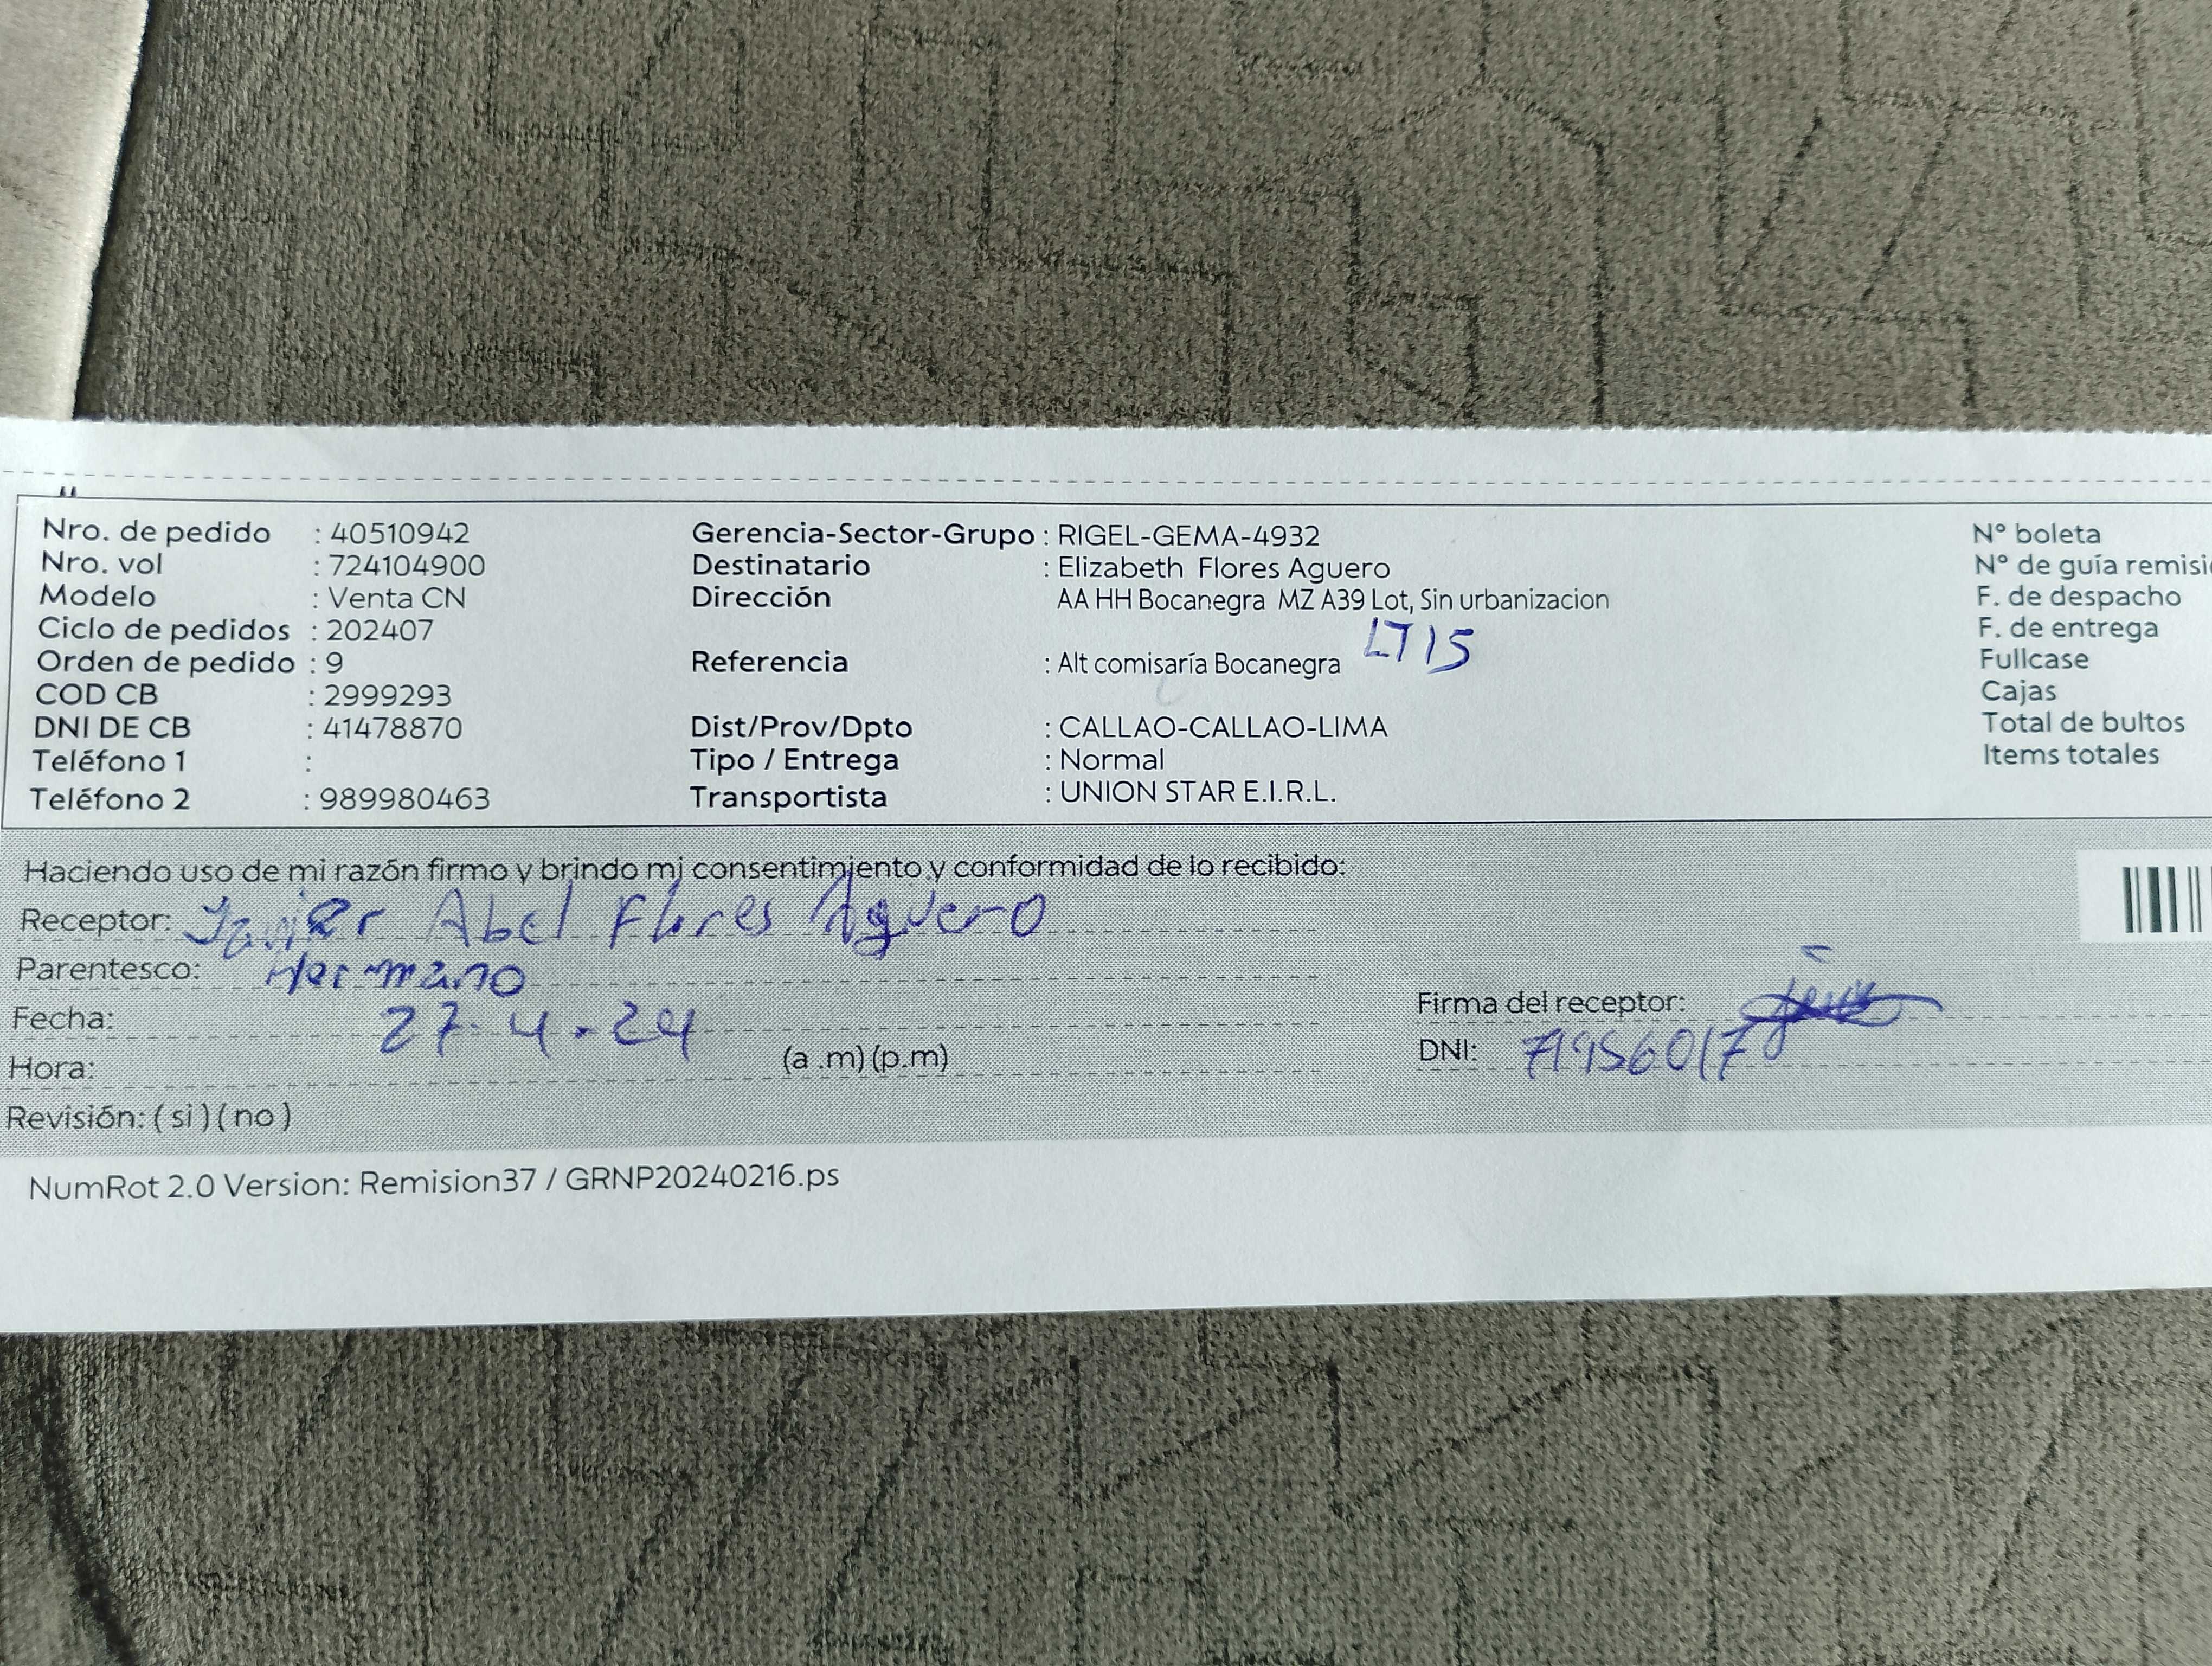 Nro. de pedido : 40510942
Nro. vol : 724104900
Modelo : Venta CN
Ciclo de pedidos : 202407
Orden de pedido : 9
COD CB : 2999293
DNI DE CB : 41478870
Teléfono 1 :
Teléfono 2 : 989980463
Gerencia-Sector-Grupo : RIGEL-GEMA-4932
Destinatario : Elizabeth Flores Aguero
Dirección AA HH Bocanegra MZ A39 Lot, Sin urbanizacion
LT 15
Referencia : Alt comisaría Bocanegra
Dist/Prov/Dpto : CALLAO-CALLAO-LIMA
Tipo / Entrega : Normal
Transportista : UNION STAR E.I.R.L.
N° boleta
N° de guía remisi
F. de despacho
F. de entrega
Fullcase
Cajas
Total de bultos
Items totales
Haciendo uso de mi razón firmo y brindo mi consentimiento y conformidad de lo recibido:
Receptor: Javier Abel Flores Aguero
Parentesco: Hermano
Fecha: 27-4-24
Hora: (a .m) (p.m)
Revisión: ( si ) ( no )
Firma del receptor:
DNI: 71956017
NumRot 2.0 Version: Remision37 / GRNP20240216.ps